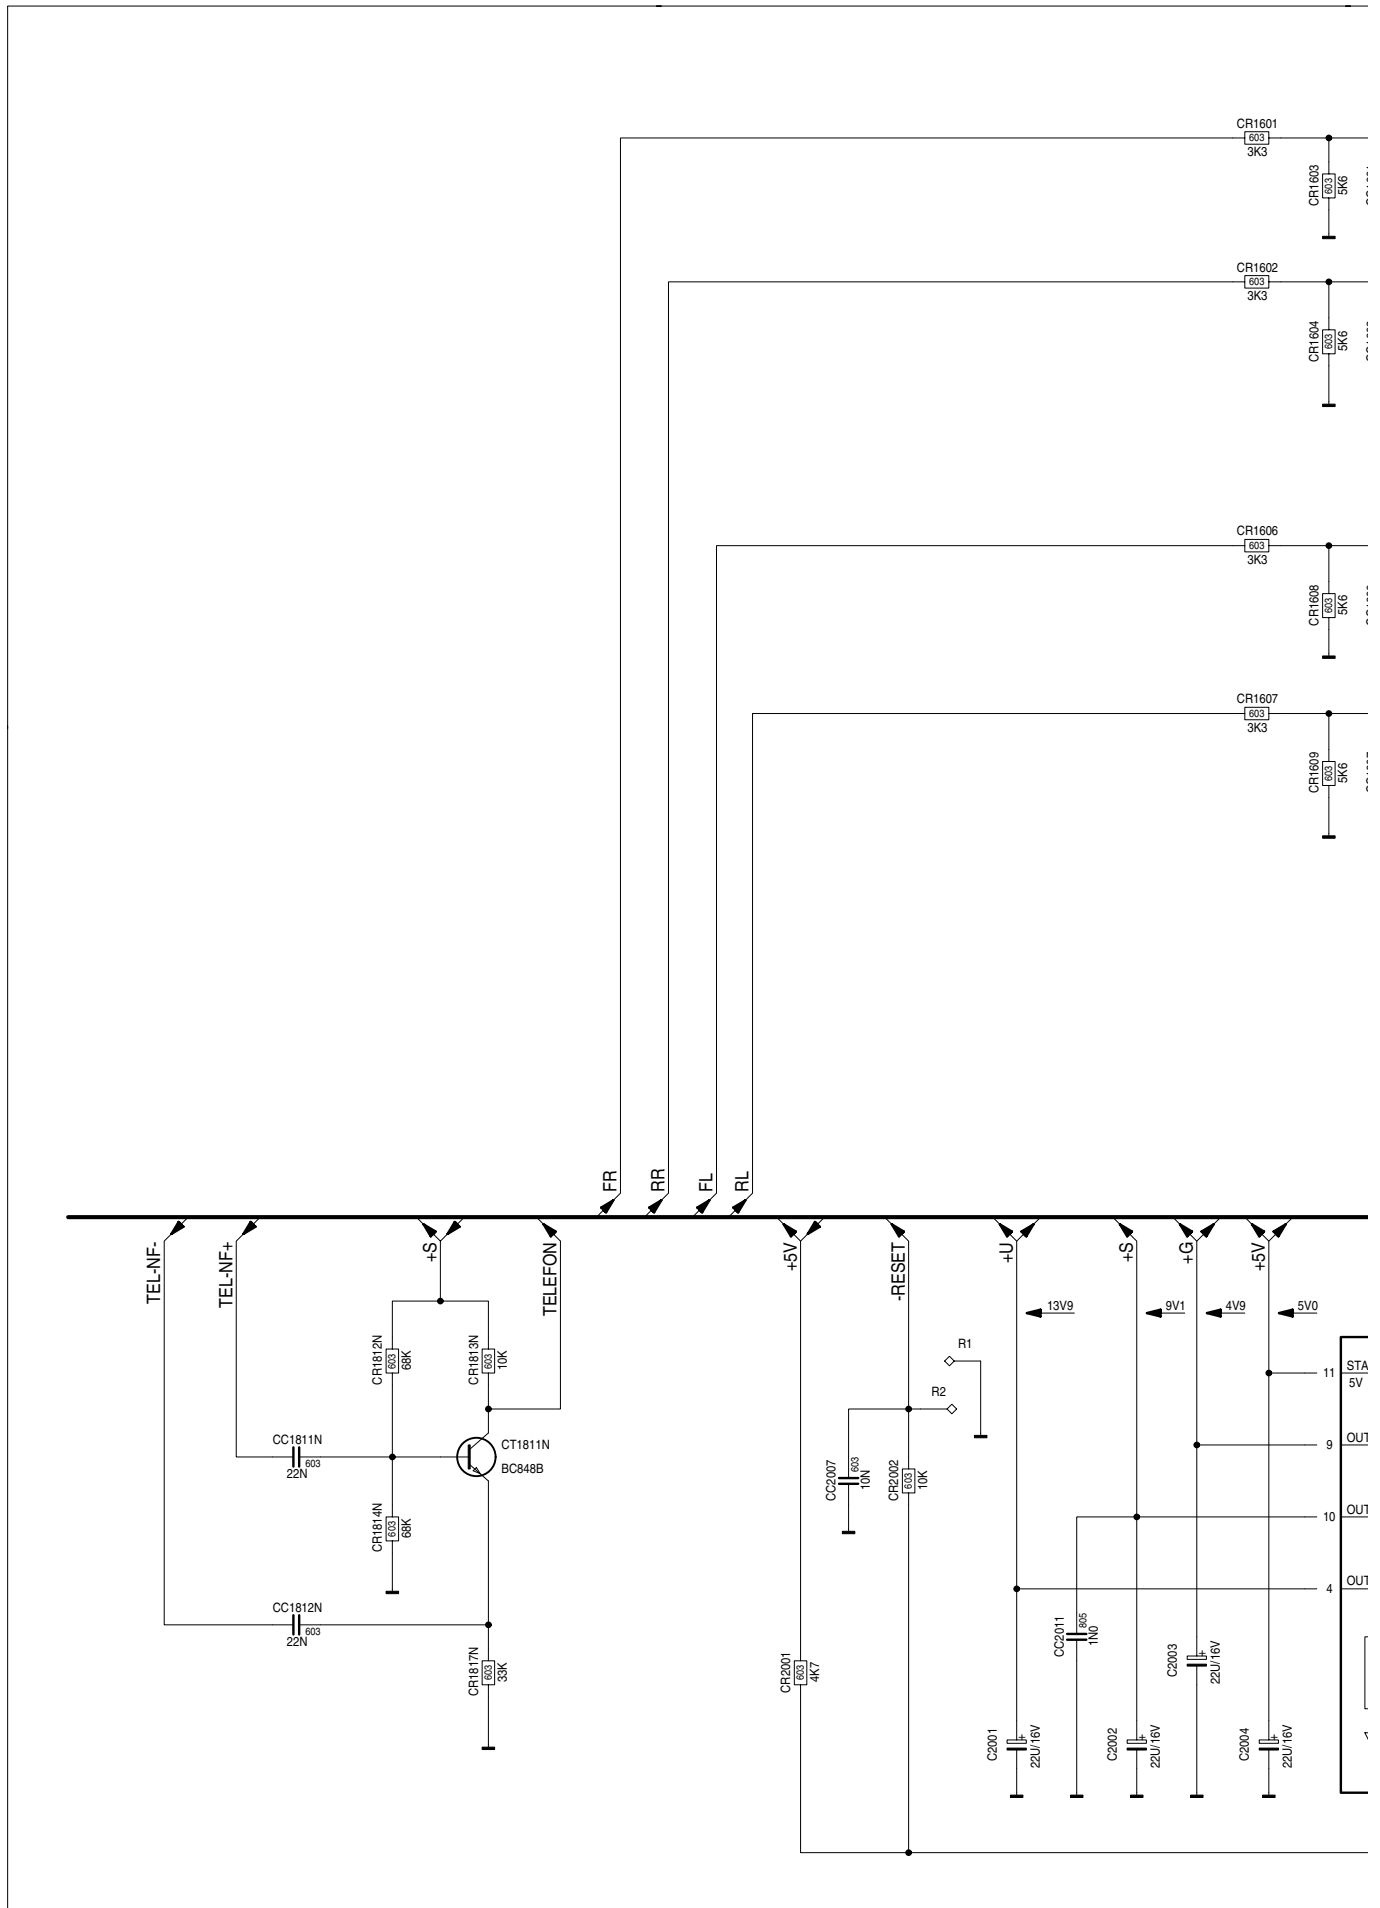 CR1601
603
3K3
CR1603
603
5K6
CR1602
603
3K3
CR1604
603
5K6
CR1606
603
3K3
CR1608
603
5K6
CR1607
603
3K3
CR1609
603
5K6
FR
RR
FL
RL
TEL-NF-
TEL-NF+
+S
TELEFON
+5V
-RESET
+U
+S
+G
+5V
13V9
9V1
4V9
5V0
CR1812N
603
68K
CR1813N
603
10K
R1
R2
11
STA
5V
CC1811N
603
22N
CT1811N
BC848B
9
OUT
CC2007
603
10N
CR2002
603
10K
CR1814N
603
68K
10
OUT
4
OUT
CC1812N
603
22N
CR1817N
603
33K
CR2001
603
4K7
CC2011
805
1N0
C2003
+
22U/16V
C2001
+
22U/16V
C2002
+
22U/16V
C2004
+
22U/16V